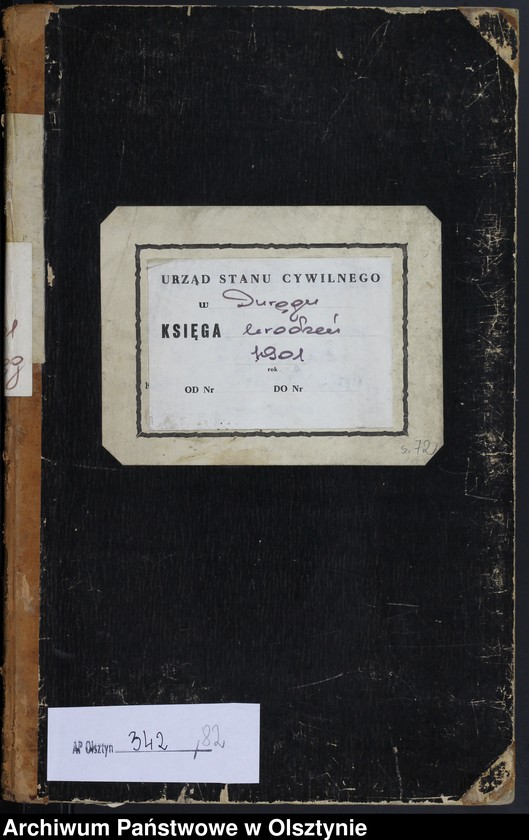 URZĄD STANU CYWILNEGO
w Durągu
KSIĘGA urodzeń
1901
rok
OD Nr DO Nr
s. 72
AP Olsztyn 342 /82
Archiwum Państwowe w Olsztynie